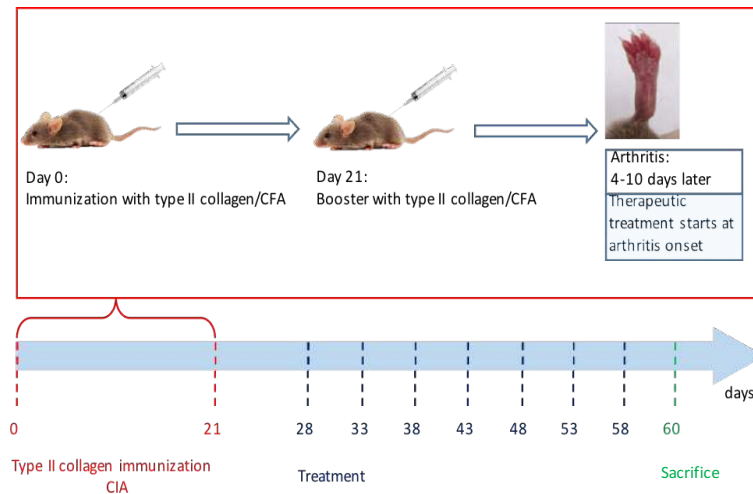 Day 0:
Immunization with type II collagen/CFA
Day 21:
Booster with type II collagen/CFA
Arthritis:
4-10 days later
Therapeutic
treatment starts at
arthritis onset
days
0
21
28
33
38
43
48
53
58
60
Type II collagen immunization
CIA
Treatment
Sacrifice